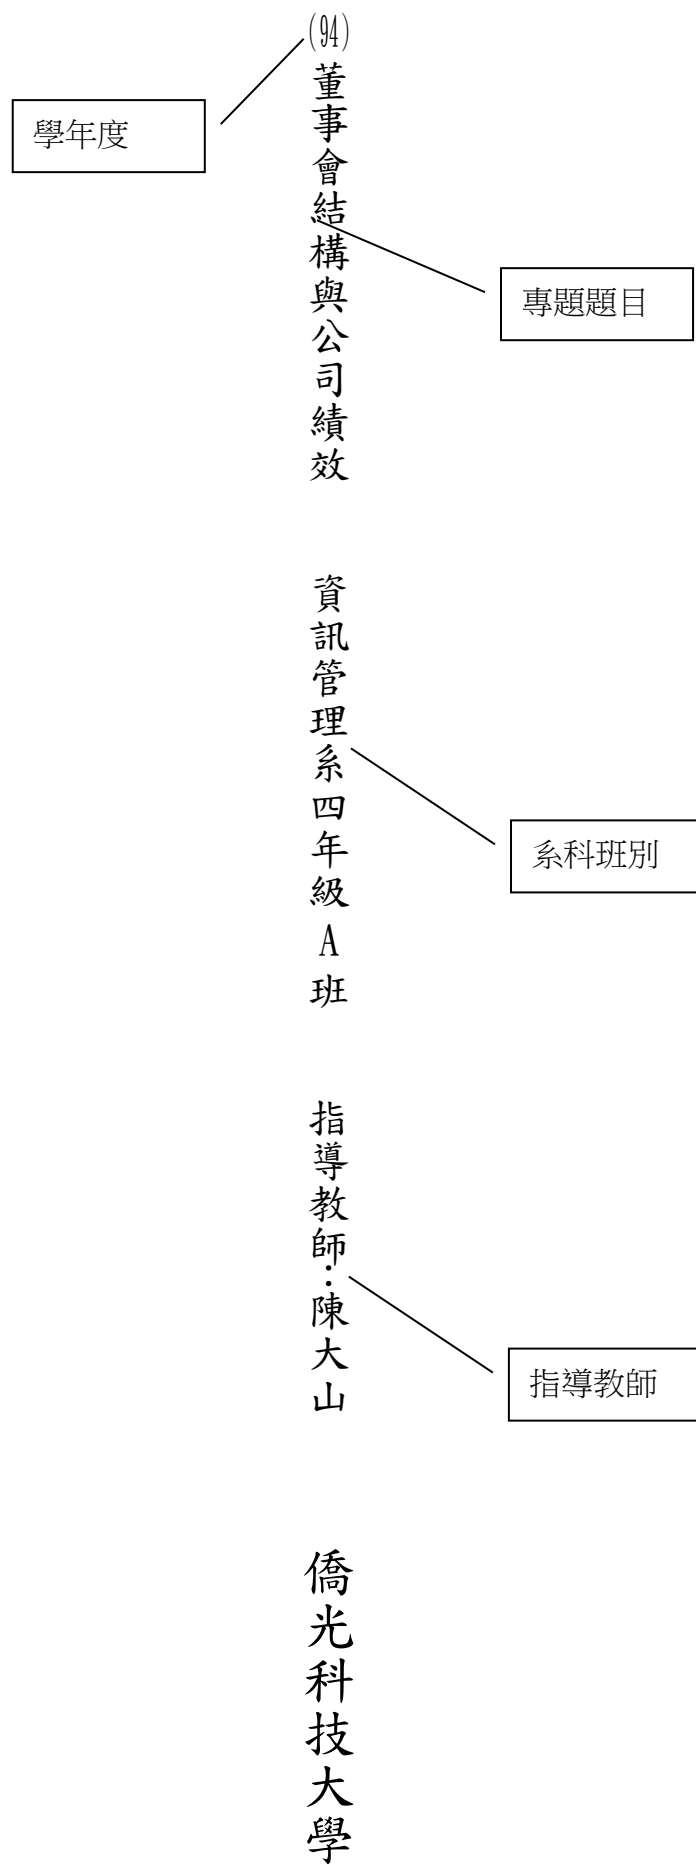 (94)董事會結構與公司績效
學年度
專題題目
資訊管理系四年級A班
系科班別
指導教師：陳大山
指導教師
僑光科技大學